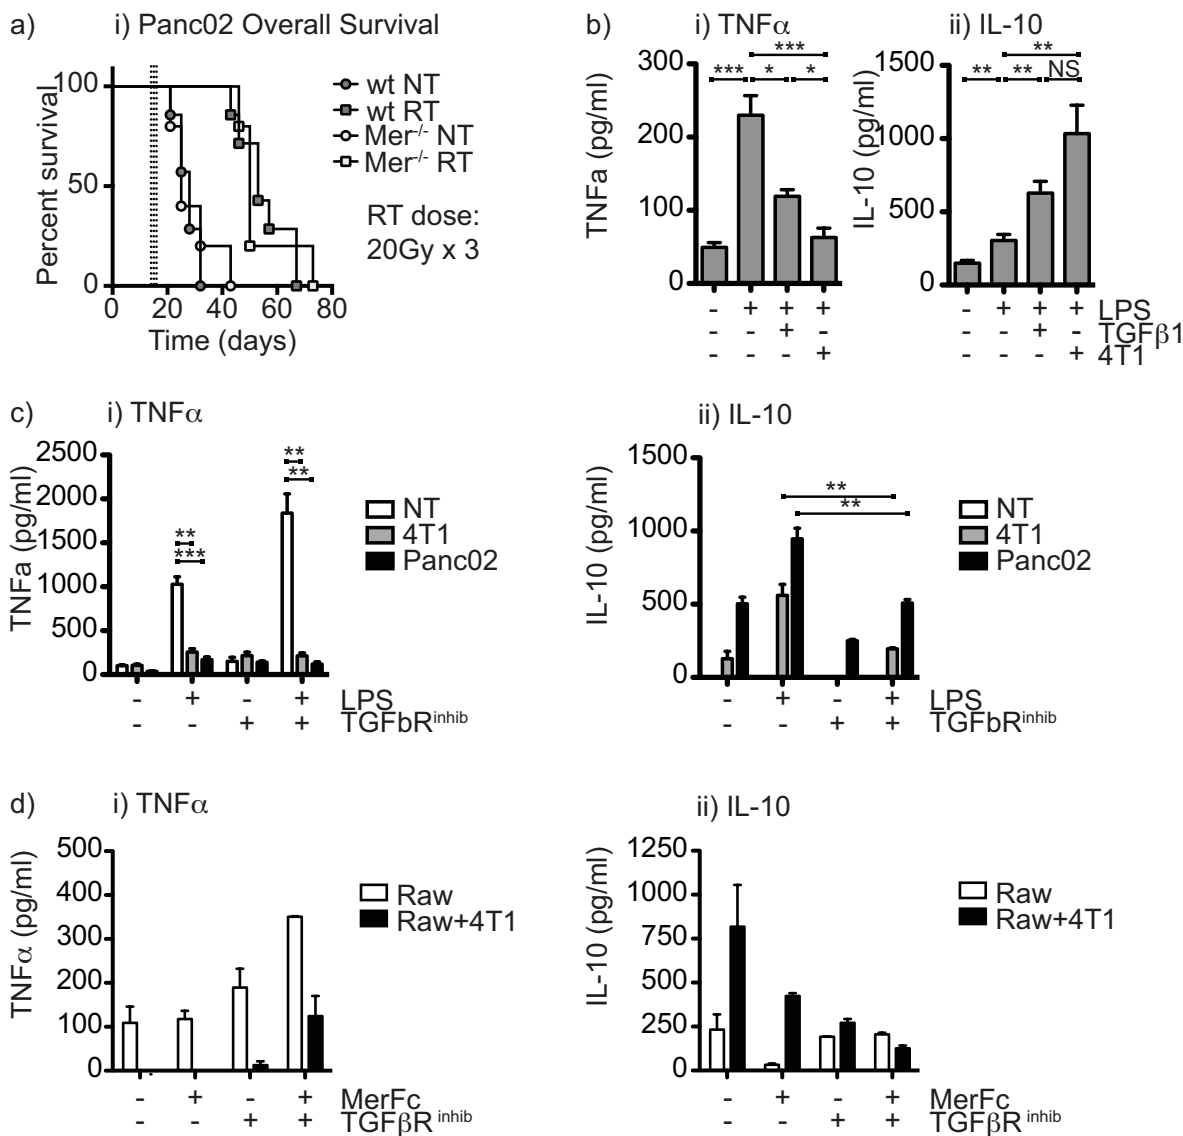 a) i) Panc02 Overall Survival
Percent survival
100
50
0
0 20 40 60 80
Time (days)
wt NT
wt RT
Mer-/- NT
Mer-/- RT
RT dose:
20Gy x 3
b) i) TNFα
TNFa (pg/ml)
300
200
100
0
*** * *
***
- + + +
- - + -
- - - +
ii) IL-10
IL-10 (pg/ml)
1500
1000
500
0
** ** NS
**
- + + + LPS
- - + - TGFβ1
- - - + 4T1
c) i) TNFα
TNFa (pg/ml)
2500
2000
1500
1000
500
0
**
***
**
**
NT
4T1
Panc02
- + - + LPS
- - + + TGFbR inhib
ii) IL-10
IL-10 (pg/ml)
1500
1000
500
0
**
**
NT
4T1
Panc02
- + - + LPS
- - + + TGFbR inhib
d) i) TNFα
TNFα (pg/ml)
500
400
300
200
100
0
Raw
Raw+4T1
- + - + MerFc
- - + + TGFβR inhib
ii) IL-10
IL-10 (pg/ml)
1250
1000
750
500
250
0
Raw
Raw+4T1
- + - + MerFc
- - + + TGFβR inhib